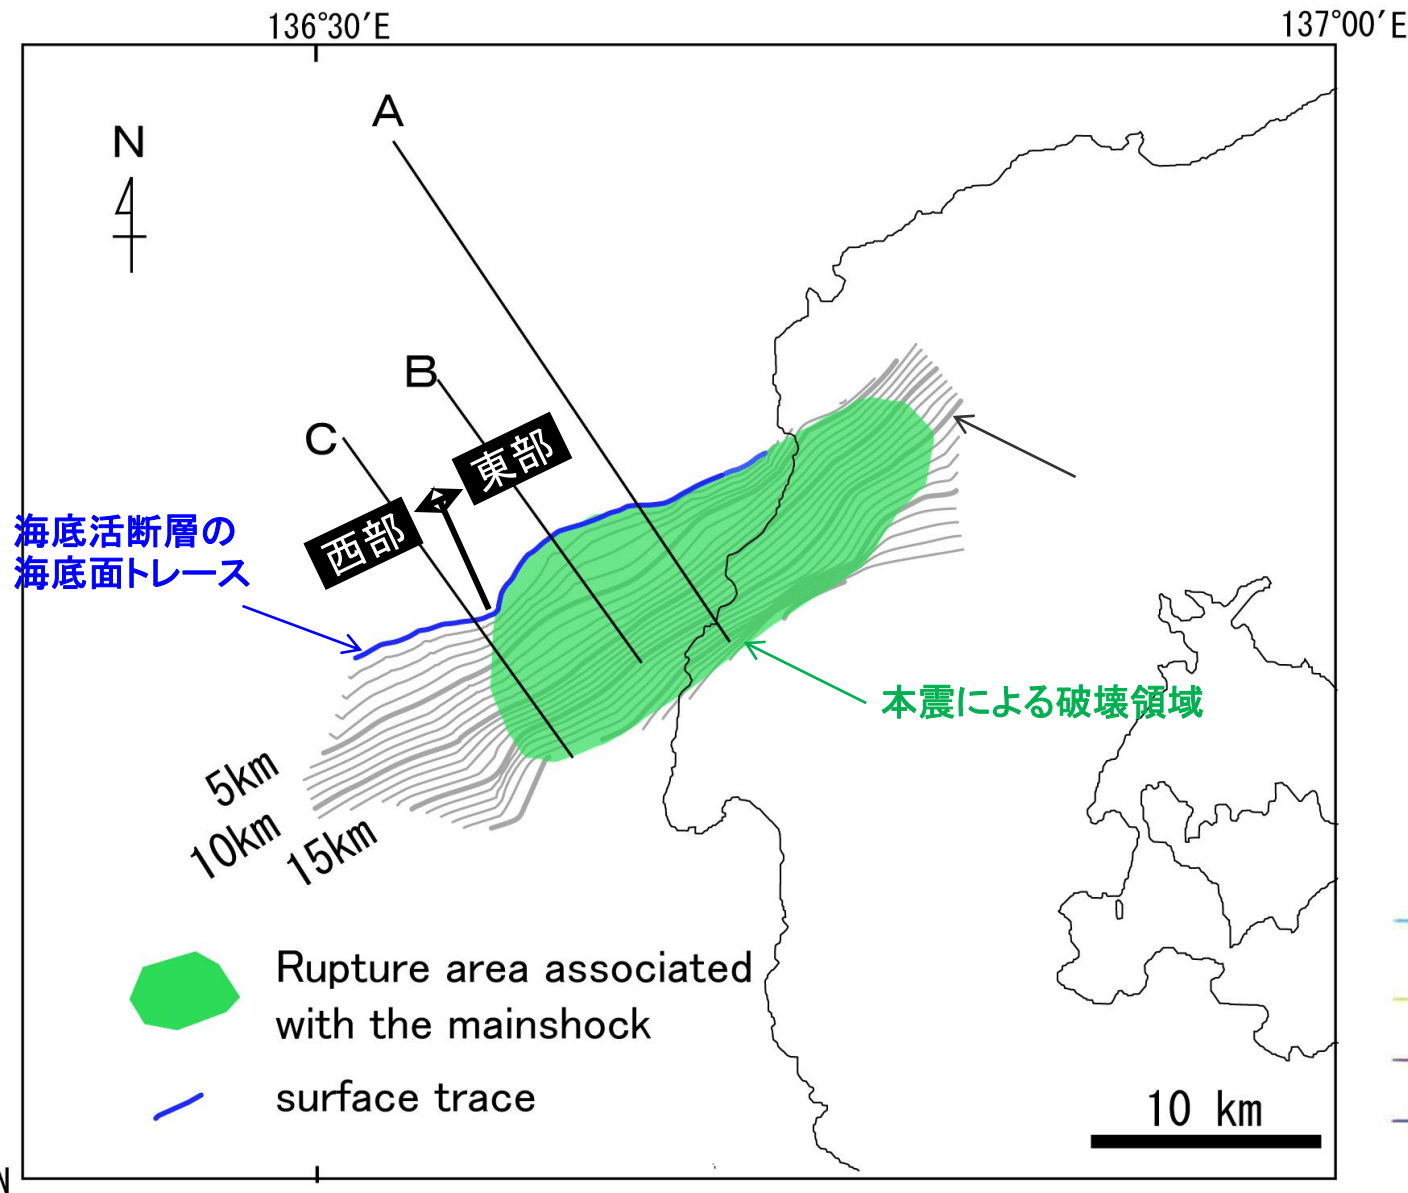 136°30′E
137°00′E
A
N
B
C
東部
西部
海底活断層の
海底面トレース
本震による破壊領域
5km
10km
15km
Rupture area associated
with the mainshock
surface trace
10 km
N